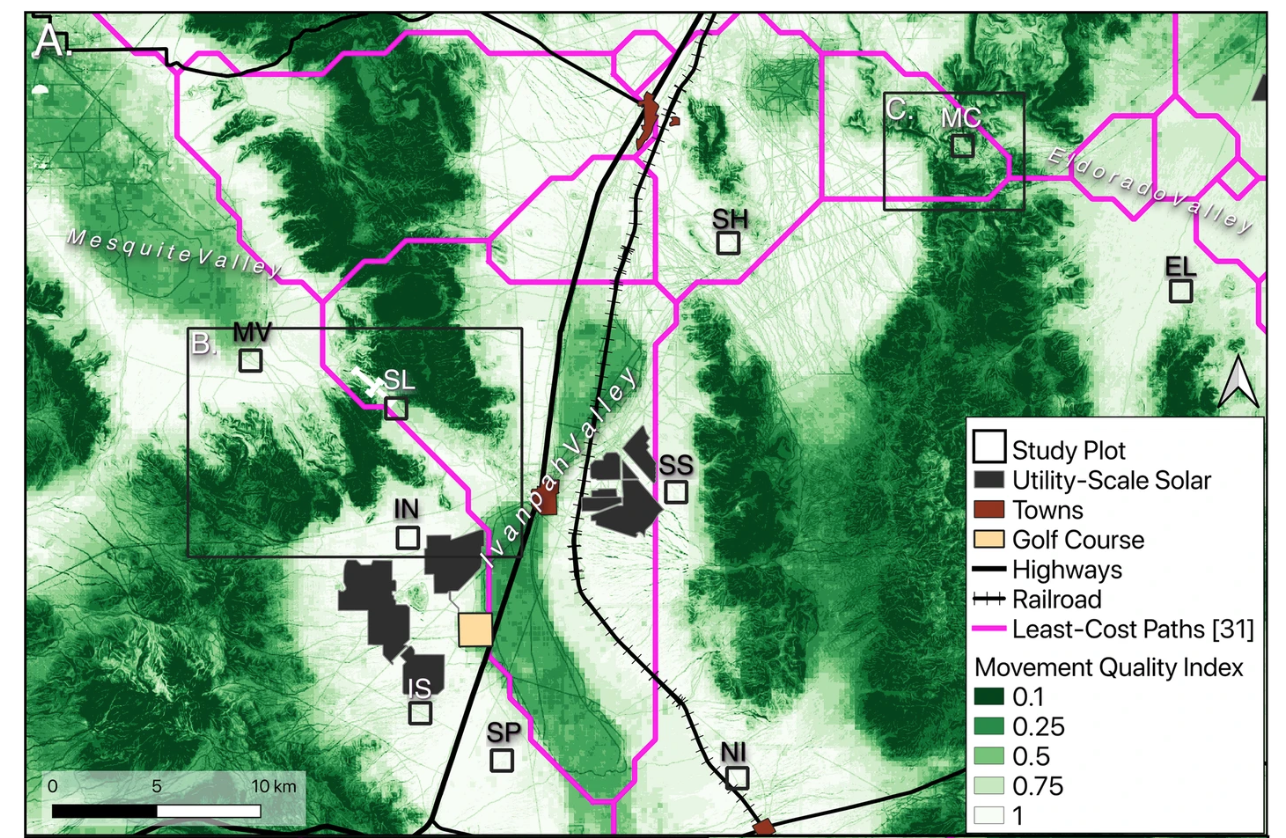 A.
C.
MC
Eldorado Valley
SH
Mesquite Valley
EL
B.
MV
SL
Ivanpah Valley
SS
IN
IS
SP
NI
Study Plot
Utility-Scale Solar
Towns
Golf Course
Highways
Railroad
Least-Cost Paths [31]
Movement Quality Index
0.1
0.25
0.5
0.75
1
0 5 10 km